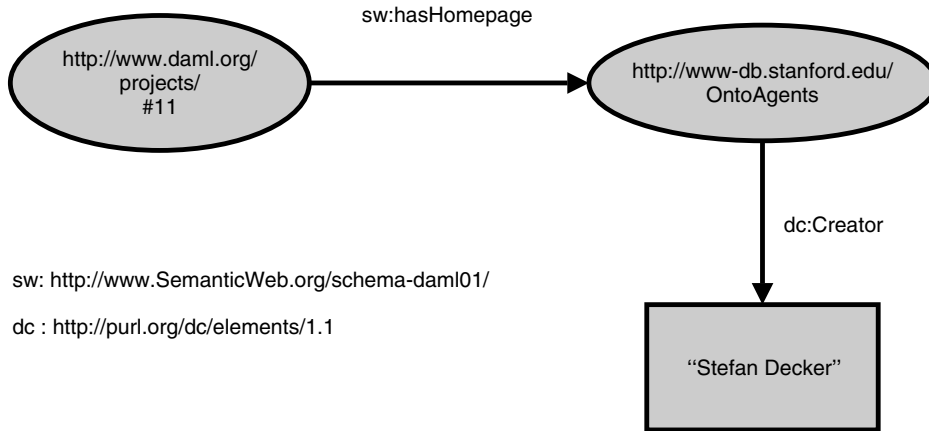 sw:hasHomepage
http://www.daml.org/
projects/
#11
http://www-db.stanford.edu/
OntoAgents
dc:Creator
sw: http://www.SemanticWeb.org/schema-daml01/
dc : http://purl.org/dc/elements/1.1
‘‘Stefan Decker’’